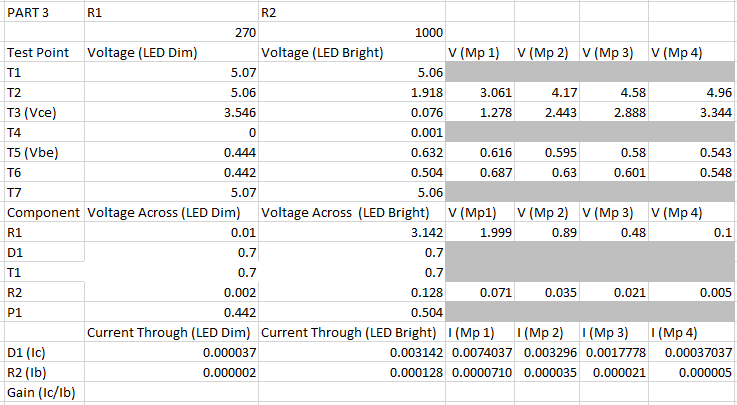 PART 3 R1 R2
270 1000
Test Point Voltage (LED Dim) Voltage (LED Bright) V (Mp 1) V (Mp 2) V (Mp 3) V (Mp 4)
T1 5.07 5.06
T2 5.06 1.918 3.061 4.17 4.58 4.96
T3 (Vce) 3.546 0.076 1.278 2.443 2.888 3.344
T4 0 0.001
T5 (Vbe) 0.444 0.632 0.616 0.595 0.58 0.543
T6 0.442 0.504 0.687 0.63 0.601 0.548
T7 5.07 5.06
Component Voltage Across (LED Dim) Voltage Across (LED Bright) V (Mp1) V (Mp 2) V (Mp 3) V (Mp 4)
R1 0.01 3.142 1.999 0.89 0.48 0.1
D1 0.7 0.7
T1 0.7 0.7
R2 0.002 0.128 0.071 0.035 0.021 0.005
P1 0.442 0.504
Current Through (LED Dim) Current Through (LED Bright) I (Mp 1) I (Mp 2) I (Mp 3) I (Mp 4)
D1 (Ic) 0.000037 0.003142 0.0074037 0.003296 0.0017778 0.00037037
R2 (Ib) 0.000002 0.000128 0.0000710 0.000035 0.000021 0.000005
Gain (Ic/Ib)